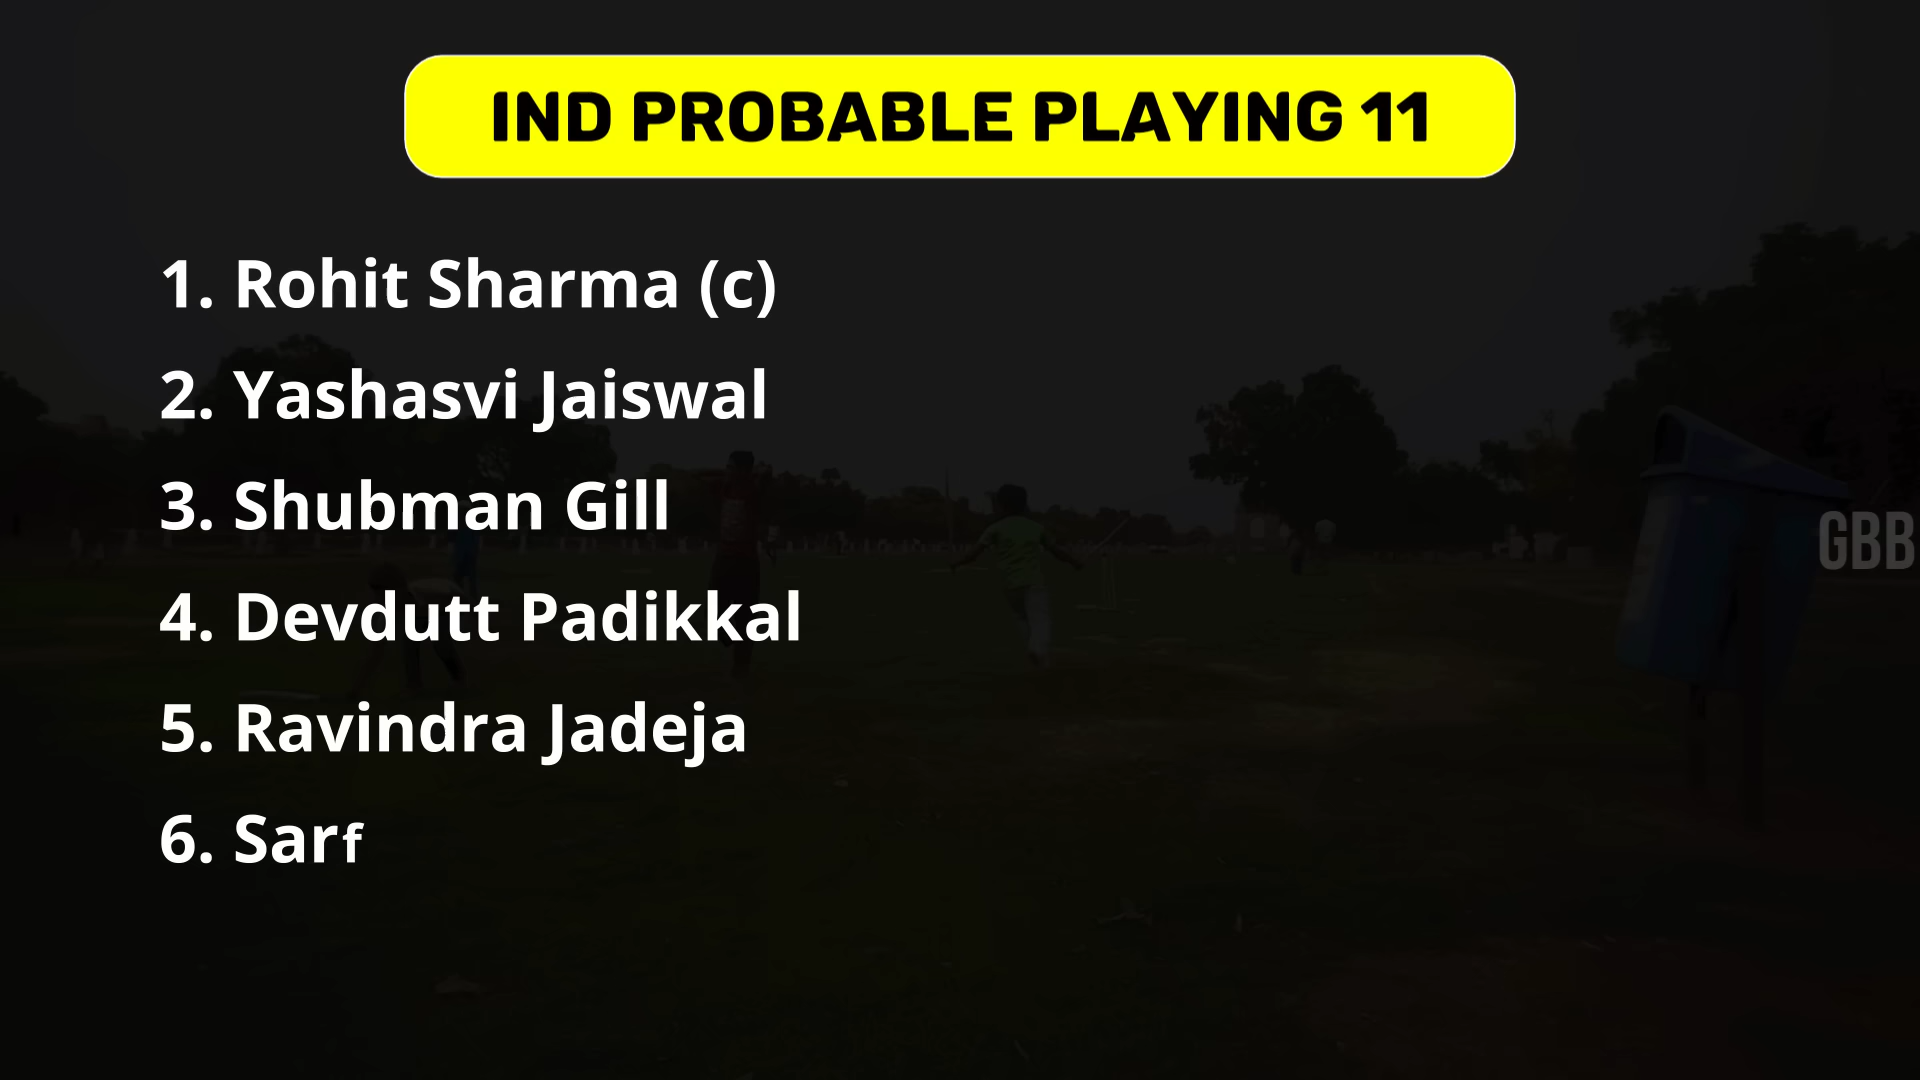 IND PROBABLE PLAYING 11
1. Rohit Sharma (c)
2. Yashasvi Jaiswal
3. Shubman Gill
4. Devdutt Padikkal
GBB
5. Ravindra Jadeja
6. Sarf